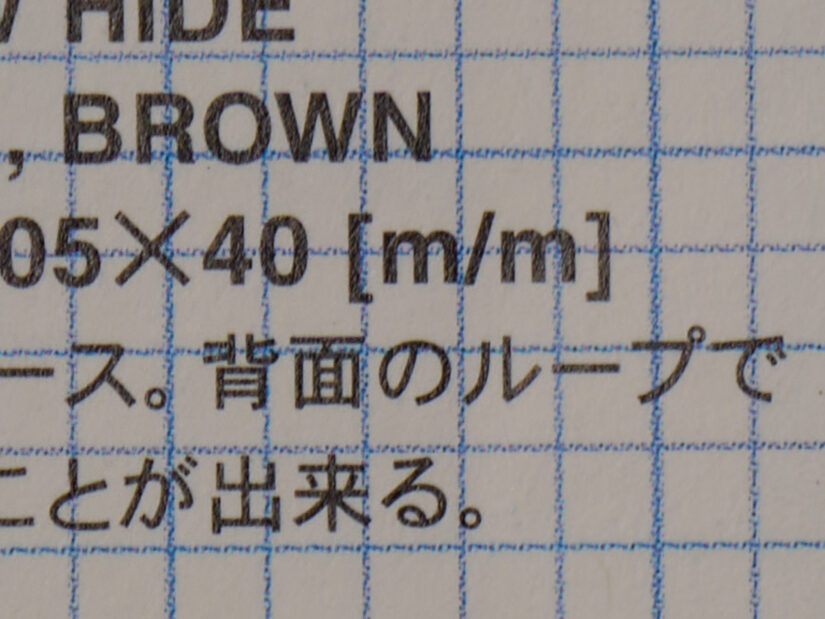 HIDE
, BROWN
05×40 [m/m]
ース。背面のループで
ことが出来る。